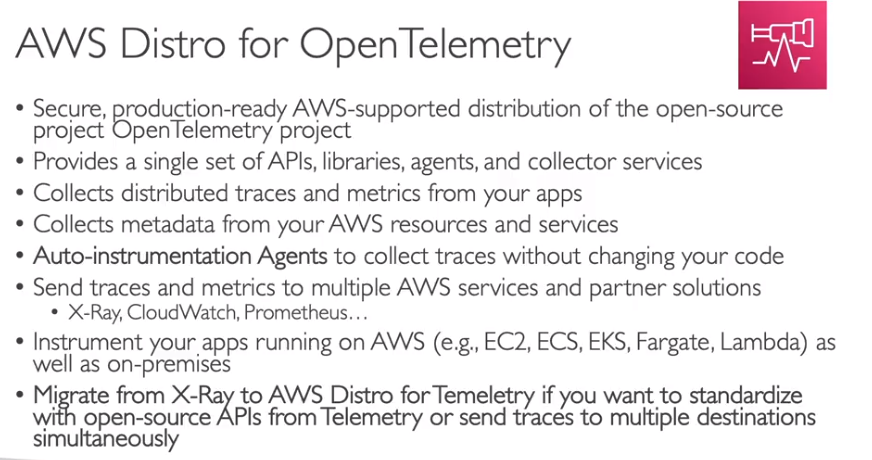 AWS Distro for OpenTelemetry
• Secure, production-ready AWS-supported distribution of the open-source
project OpenTelemetry project
• Provides a single set of APIs, libraries, agents, and collector services
• Collects distributed traces and metrics from your apps
• Collects metadata from your AWS resources and services
• Auto-instrumentation Agents to collect traces without changing your code
• Send traces and metrics to multiple AWS services and partner solutions
• X-Ray, CloudWatch, Prometheus…
• Instrument your apps running on AWS (e.g., EC2, ECS, EKS, Fargate, Lambda) as
well as on-premises
• Migrate from X-Ray to AWS Distro for Temeletry if you want to standardize
with open-source APIs from Telemetry or send traces to multiple destinations
simultaneously